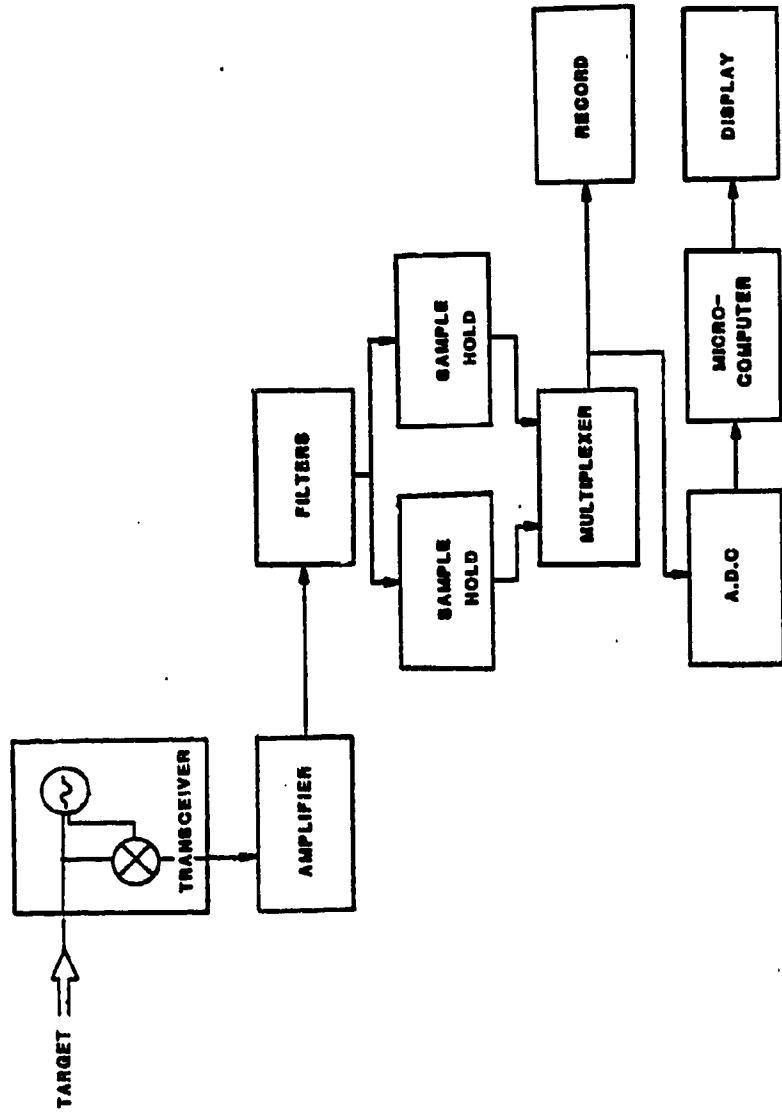 TARGET
TRANSCEIVER
AMPLIFIER
FILTERS
SAMPLE
HOLD
SAMPLE
HOLD
MULTIPLEXER
RECORD
A.D.C
MICRO-
COMPUTER
DISPLAY